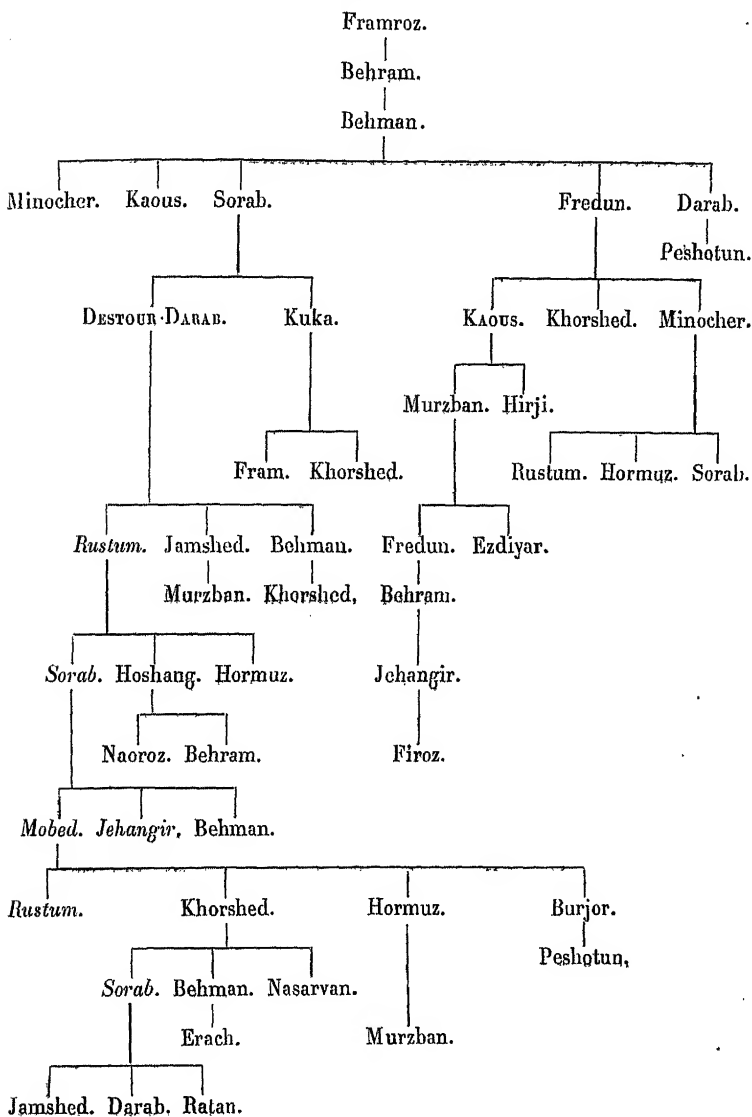 Framroz.
Behram.
Behman.
Minocher. Kaous. Sorab. Fredun. Darab.
Peshotun.
DESTOUR DARAB. Kuka. KAOUS. Khorshed. Minocher.
Murzban. Hirji.
Fram. Khorshed. Rustum. Hormuz. Sorab.
Rustum. Jamshed. Behman. Fredun. Ezdiyar.
Murzban. Khorshed, Behram.
Sorab. Hoshang. Hormuz. Jehangir.
Naoroz. Behram. Firoz.
Mobed. Jehangir, Behman.
Rustum. Khorshed. Hormuz. Burjor.
Peshotun,
Sorab. Behman. Nasarvan.
Erach. Murzban.
Jamshed. Darab. Ratan.